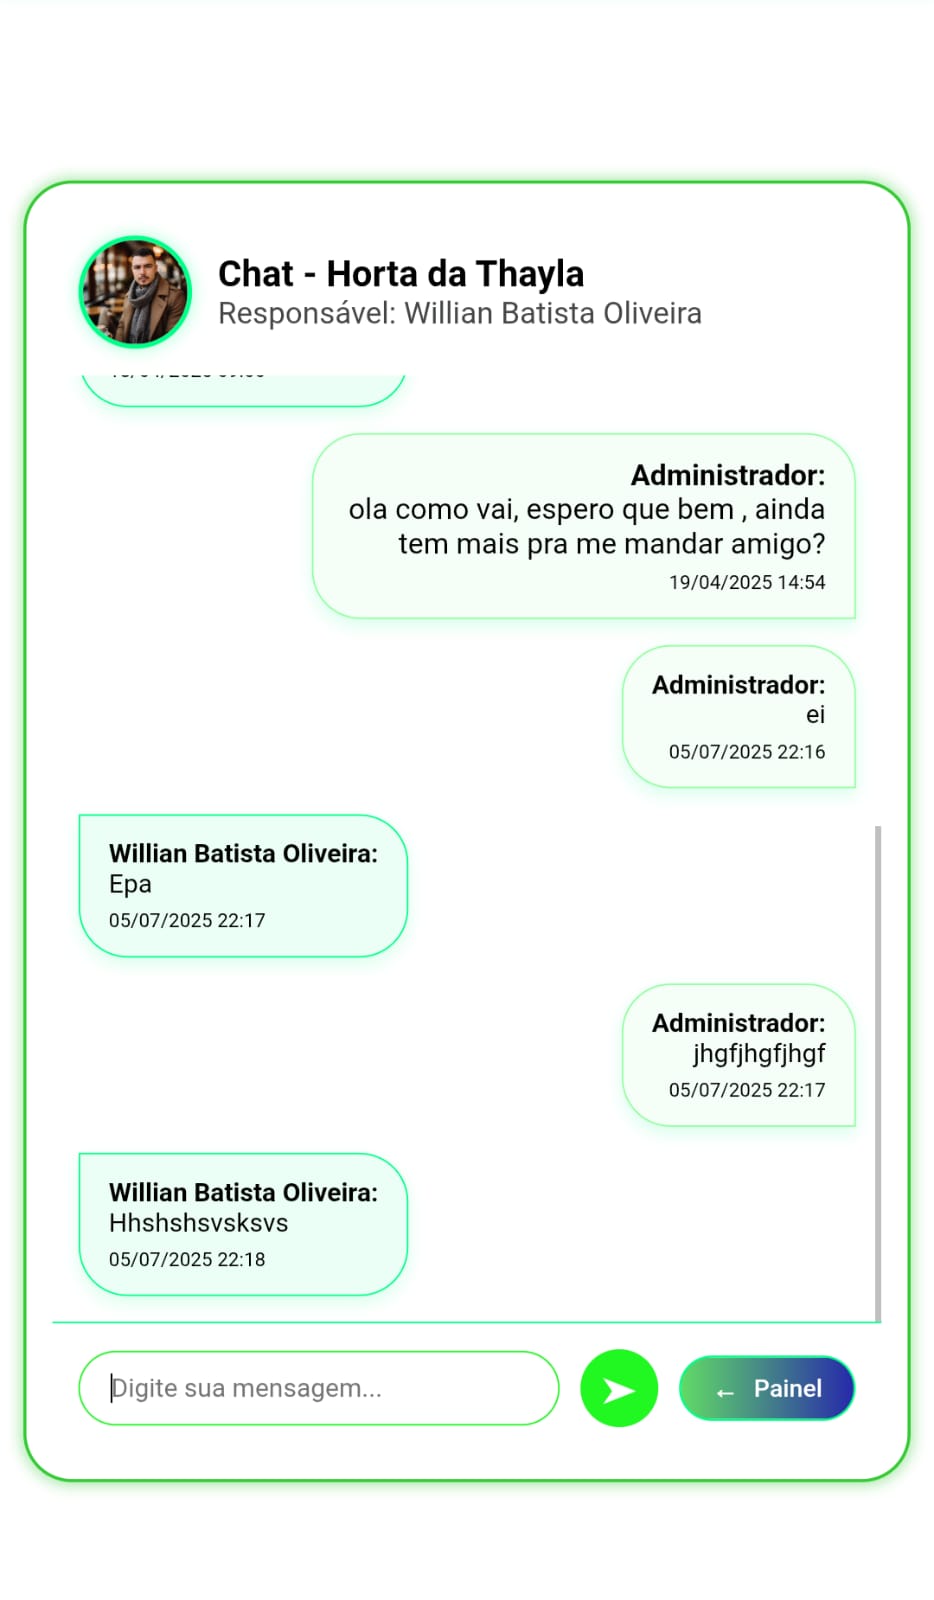 Chat - Horta da Thayla
Responsável: Willian Batista Oliveira
Administrador:
ola como vai, espero que bem , ainda
tem mais pra me mandar amigo?
19/04/2025 14:54
Administrador:
ei
05/07/2025 22:16
Willian Batista Oliveira:
Epa
05/07/2025 22:17
Administrador:
jhgfjhgfjhgf
05/07/2025 22:17
Willian Batista Oliveira:
Hhshshsvsksvs
05/07/2025 22:18
Digite sua mensagem...
← Painel